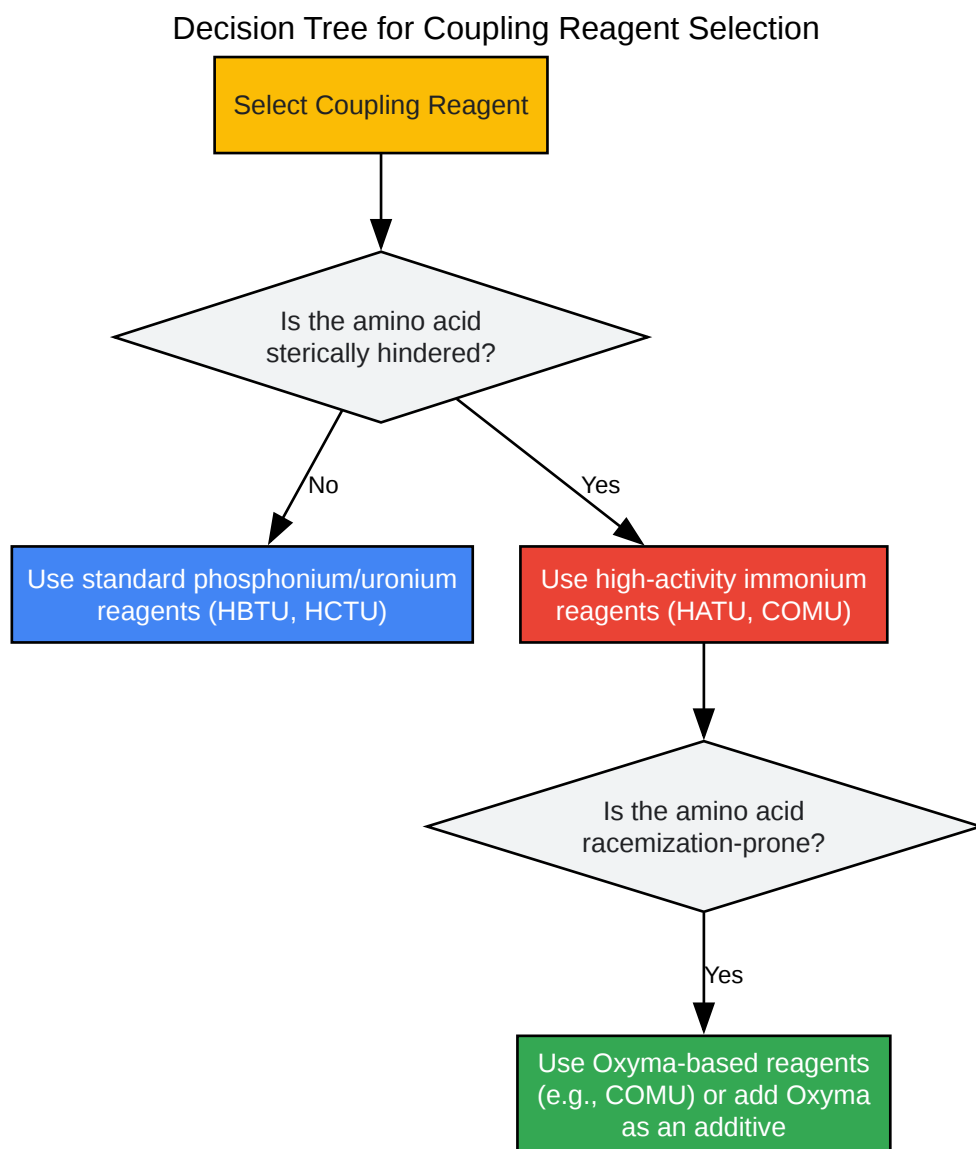 Decision Tree for Coupling Reagent Selection
Select Coupling Reagent
Is the amino acid
sterically hindered?
No
Yes
Use standard phosphonium/uronium
reagents (HBTU, HCTU)
Use high-activity immonium
reagents (HATU, COMU)
Is the amino acid
racemization-prone?
Yes
Use Oxyma-based reagents
(e.g., COMU) or add Oxyma
as an additive